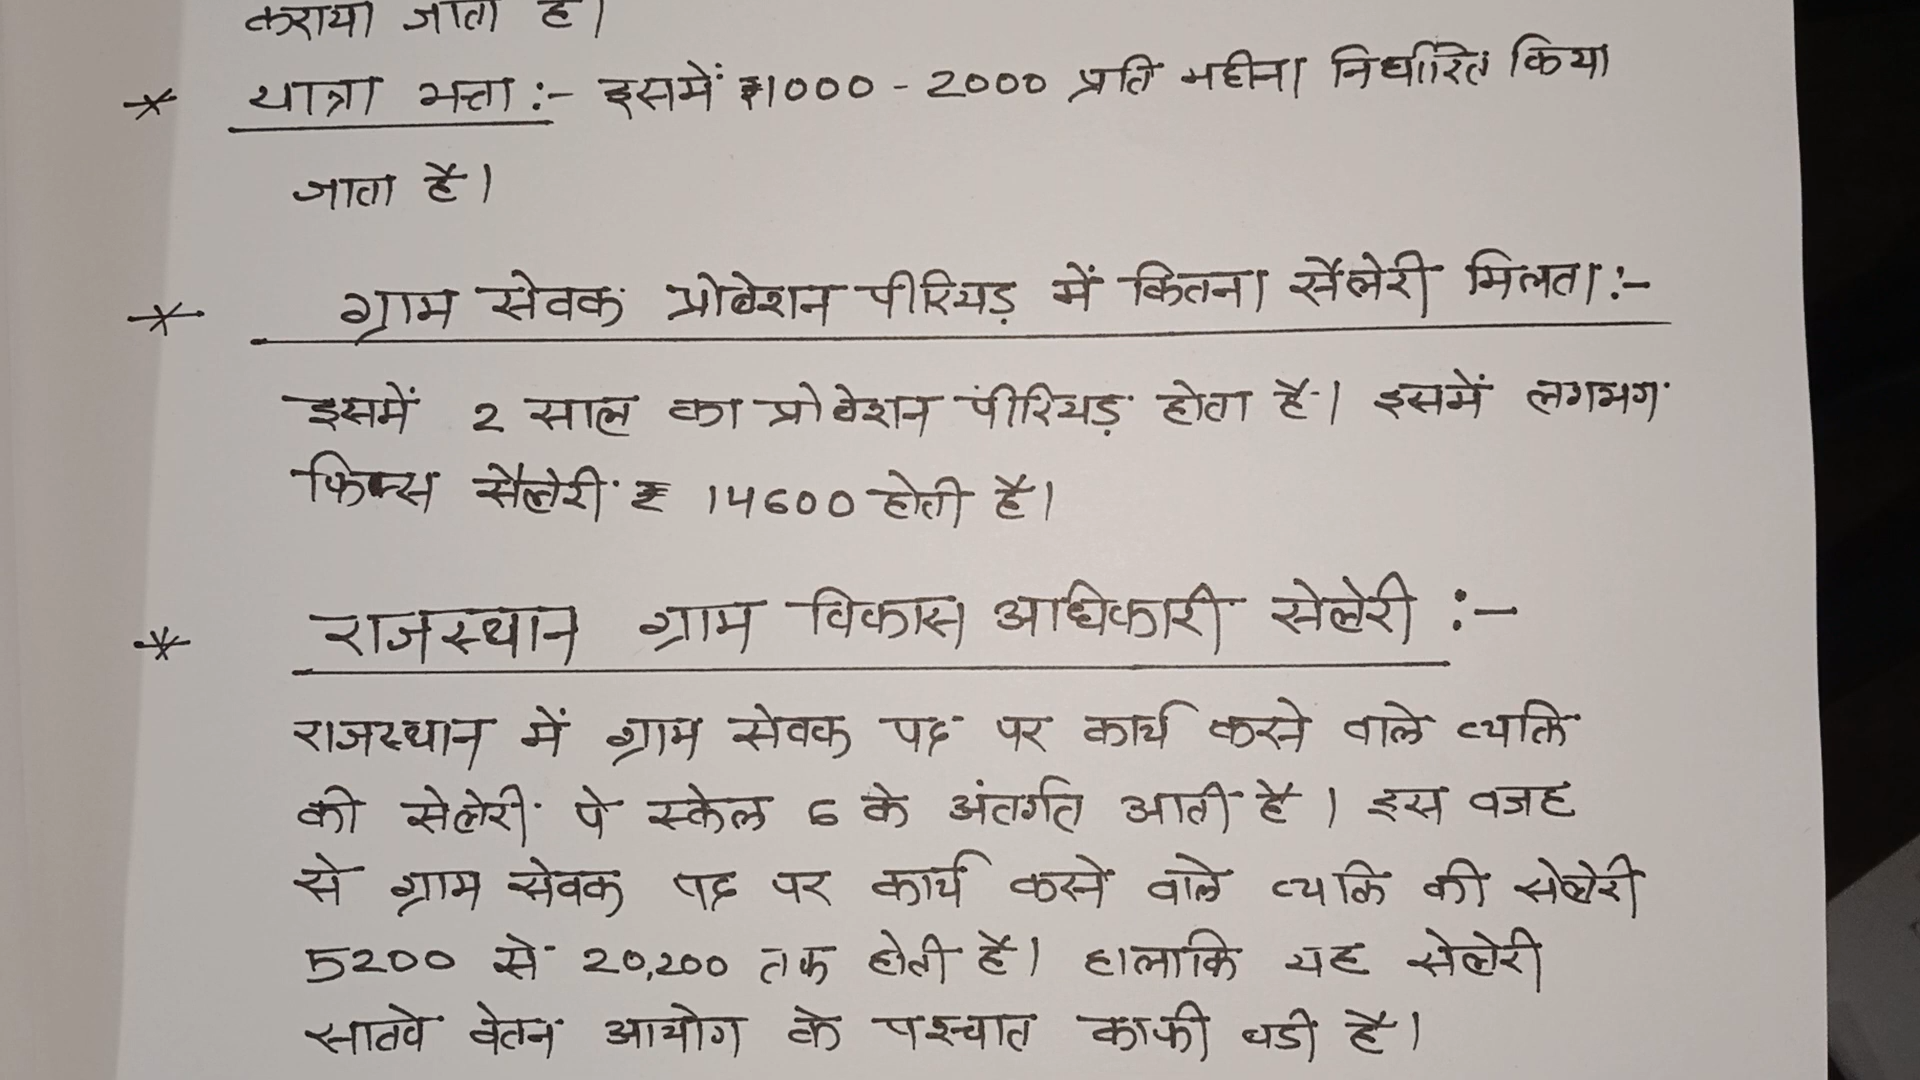 कराया जाता है।
* यात्रा भत्ता :- इसमें ₹1000 - 2000 प्रति महीना निर्धारित किया
जाता है।
* ग्राम सेवक प्रोबेशन पीरियड़ में कितना सैलेरी मिलता :-
इसमें 2 साल का प्रोबेशन पीरियड़ होता है। इसमें लगभग
फिक्स सैलेरी ₹ 14600 होती है।
* राजस्थान ग्राम विकास अधिकारी सेलेरी :-
राजस्थान में ग्राम सेवक पद पर कार्य करने वाले व्यक्ति
की सेलेरी पे स्केल 6 के अंतर्गत आती है। इस वजह
से ग्राम सेवक पद पर कार्य करने वाले व्यक्ति की सेलेरी
5200 से 20,200 तक होती है। हालाकि यह सेलेरी
सातवे वेतन आयोग के पश्चात काफी बडी है।